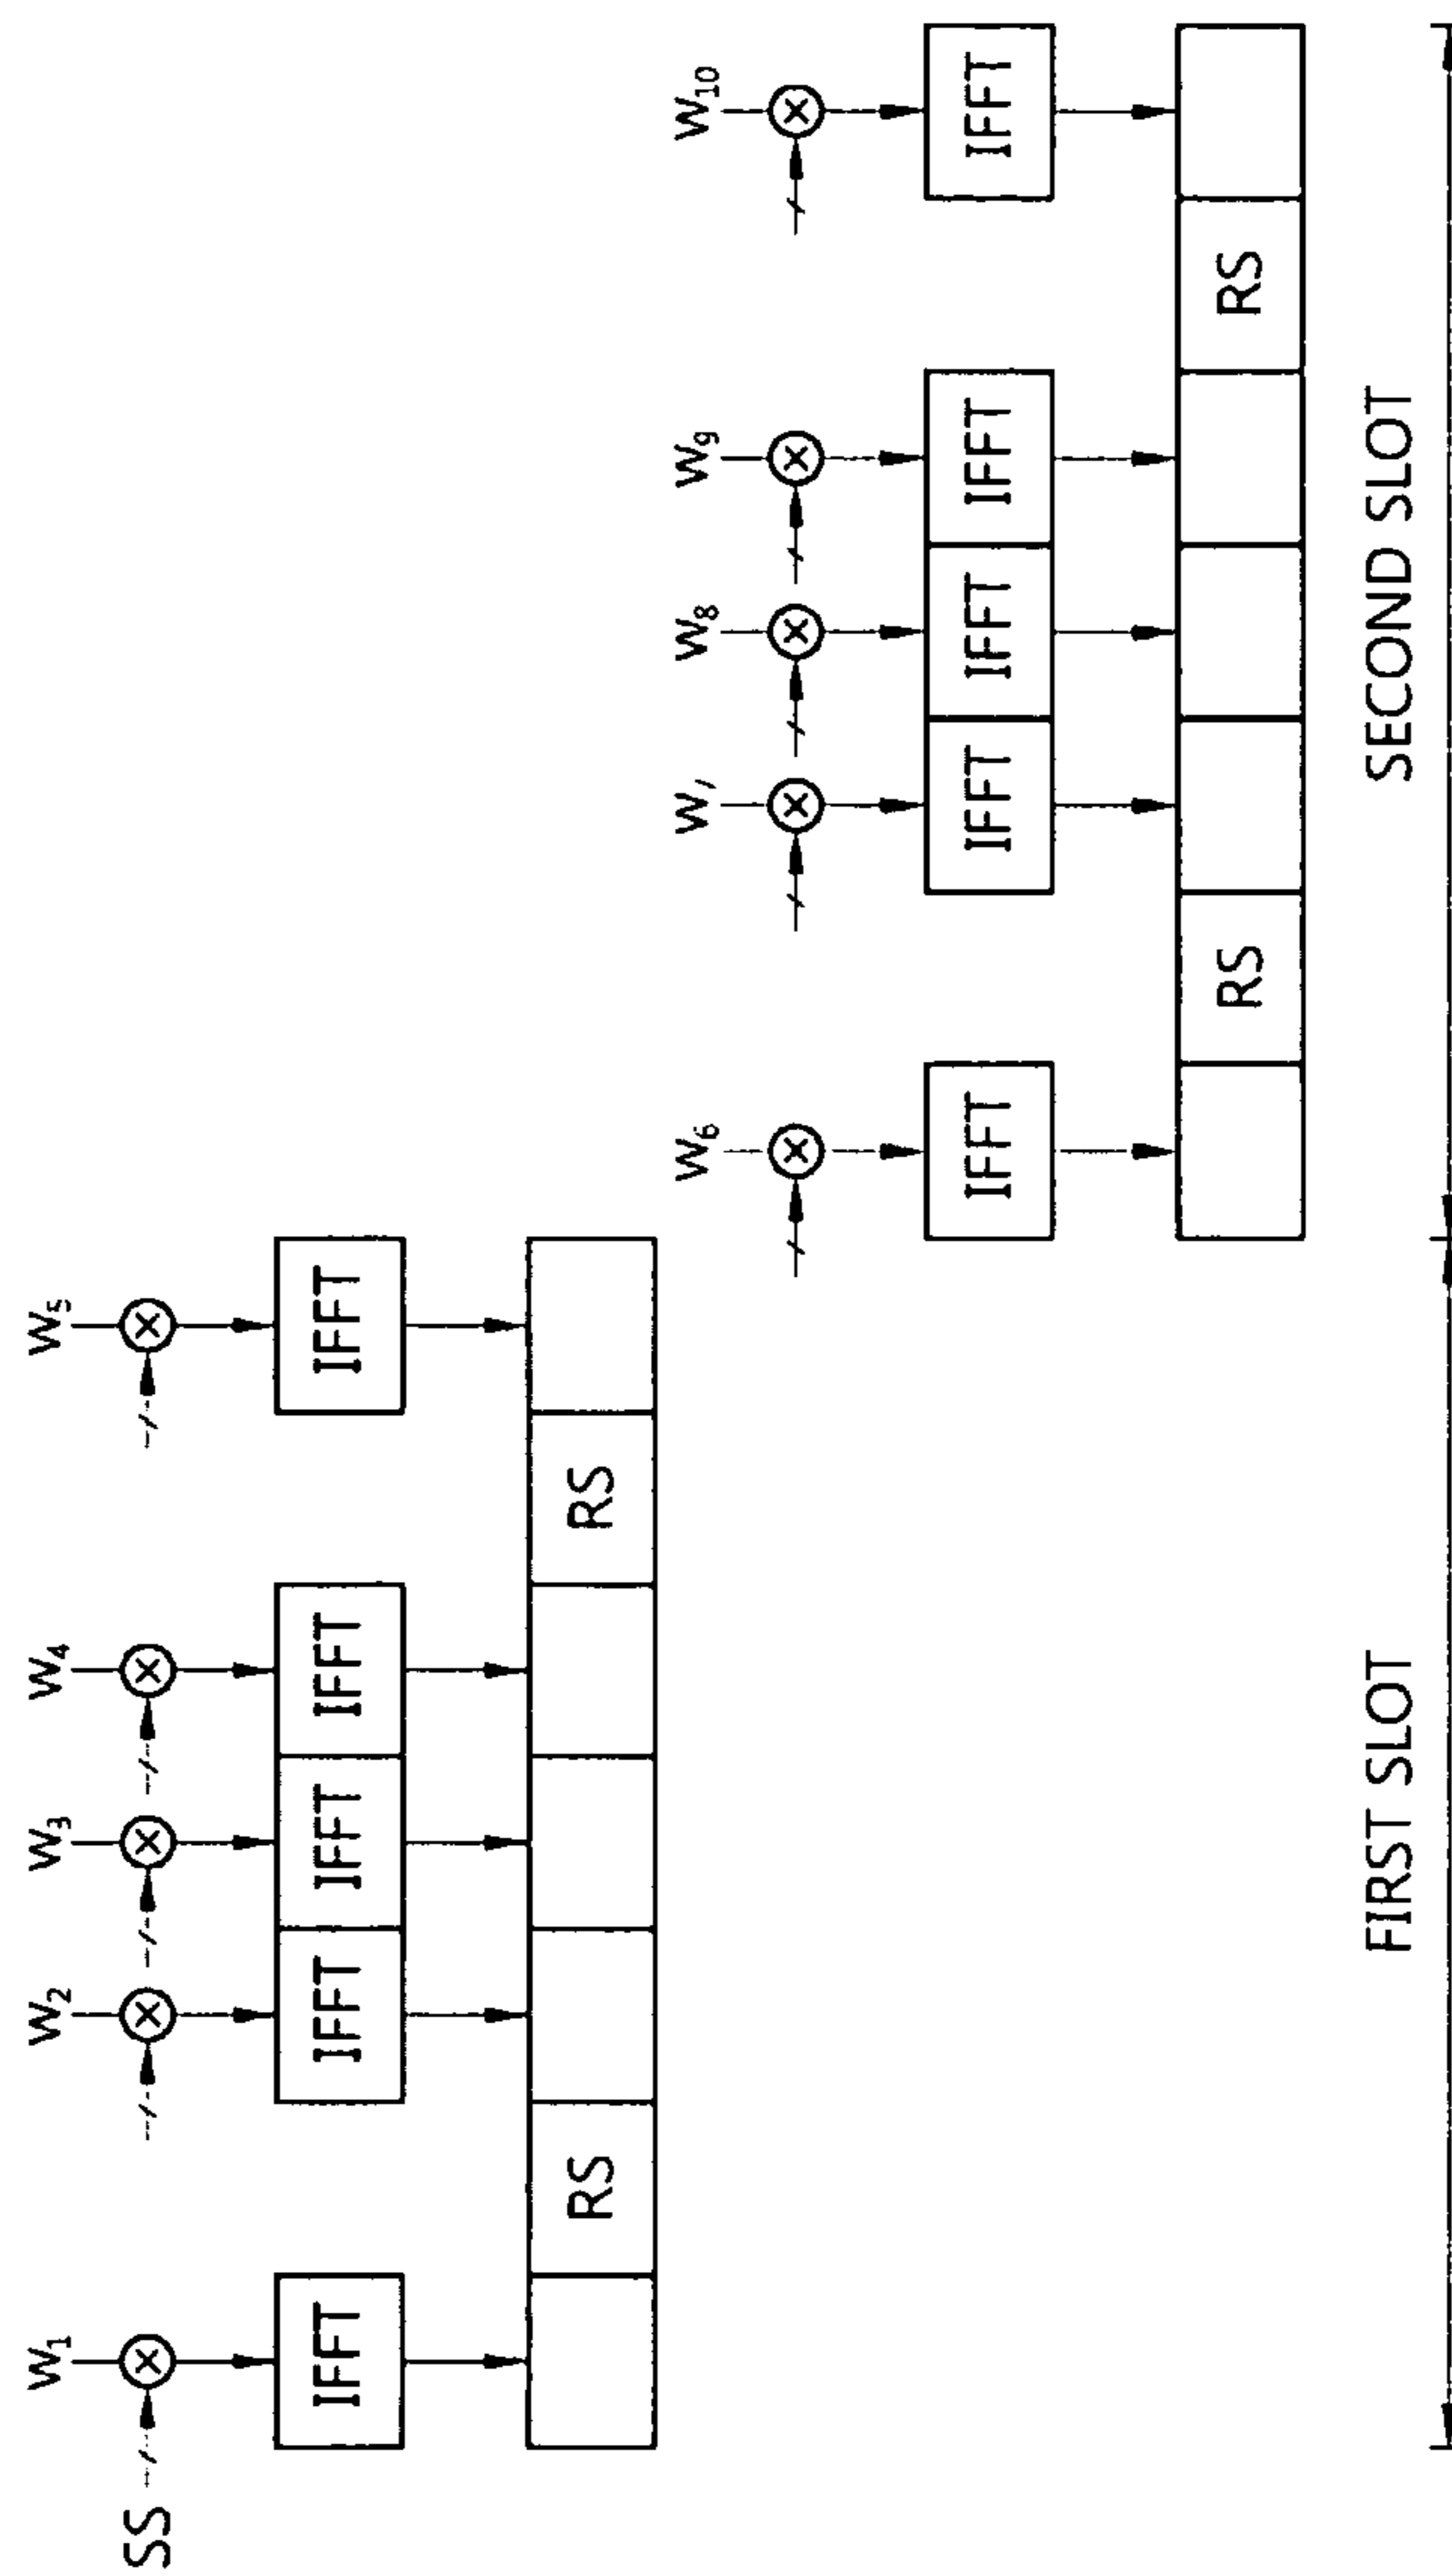 W1 W2 W3 W4 W5
SS
IFFT IFFT IFFT IFFT IFFT
RS RS
W6 W7 W8 W9 W10
IFFT IFFT IFFT IFFT IFFT
RS RS
FIRST SLOT SECOND SLOT